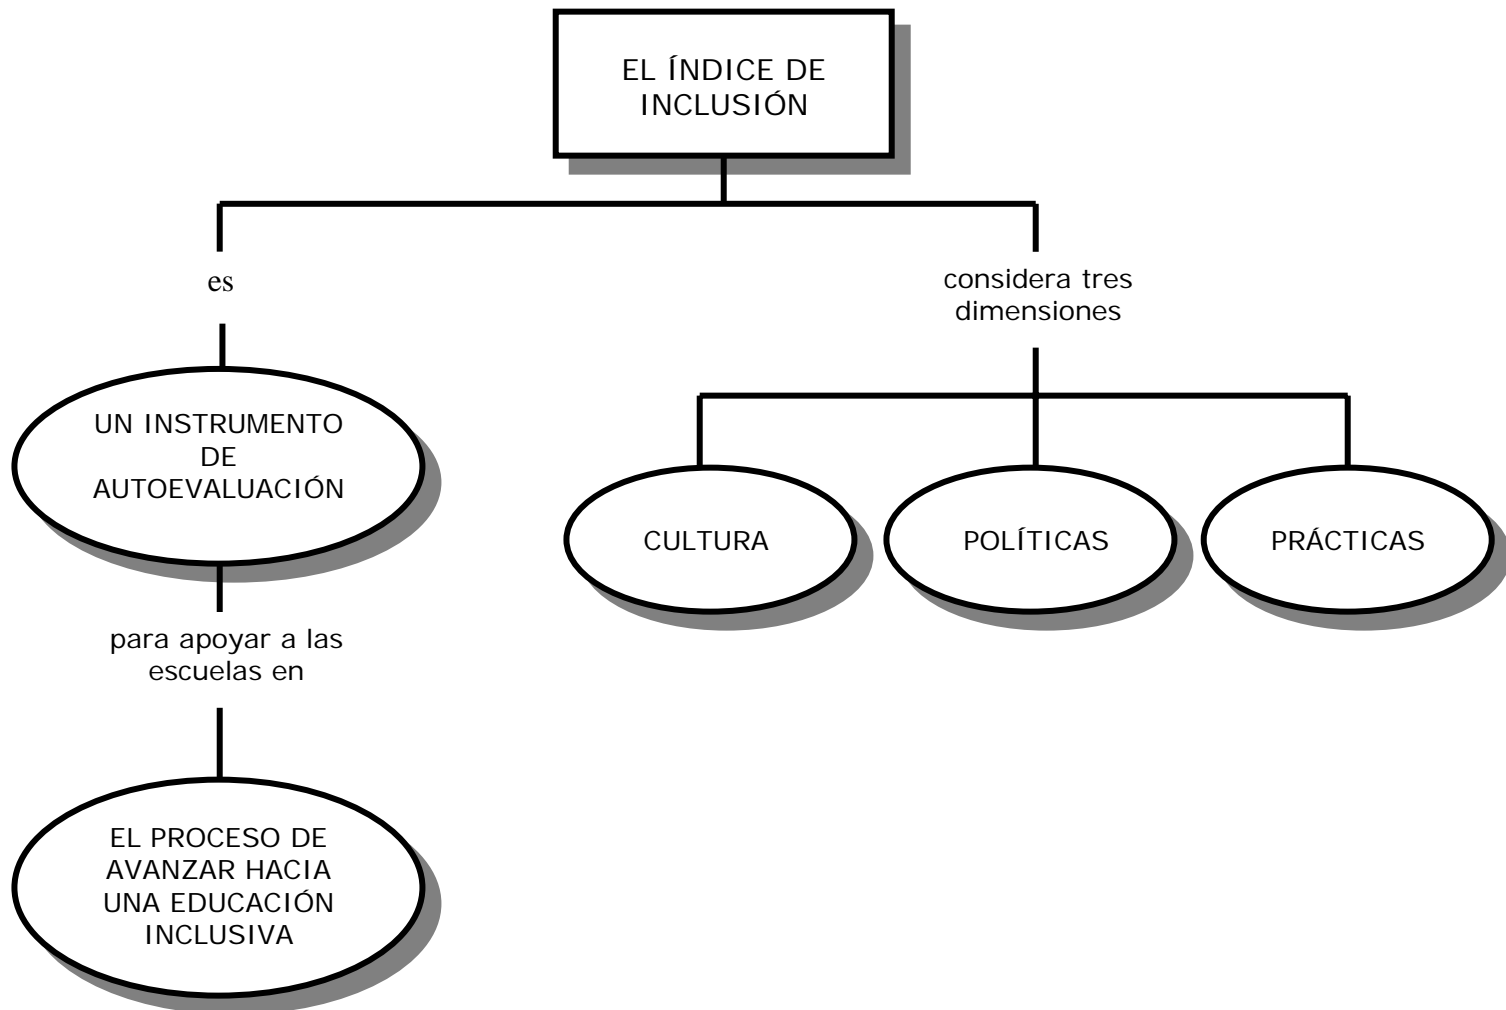 EL ÍNDICE DE
INCLUSIÓN
es
considera tres
dimensiones
UN INSTRUMENTO
DE
AUTOEVALUACIÓN
CULTURA
POLÍTICAS
PRÁCTICAS
para apoyar a las
escuelas en
EL PROCESO DE
AVANZAR HACIA
UNA EDUCACIÓN
INCLUSIVA